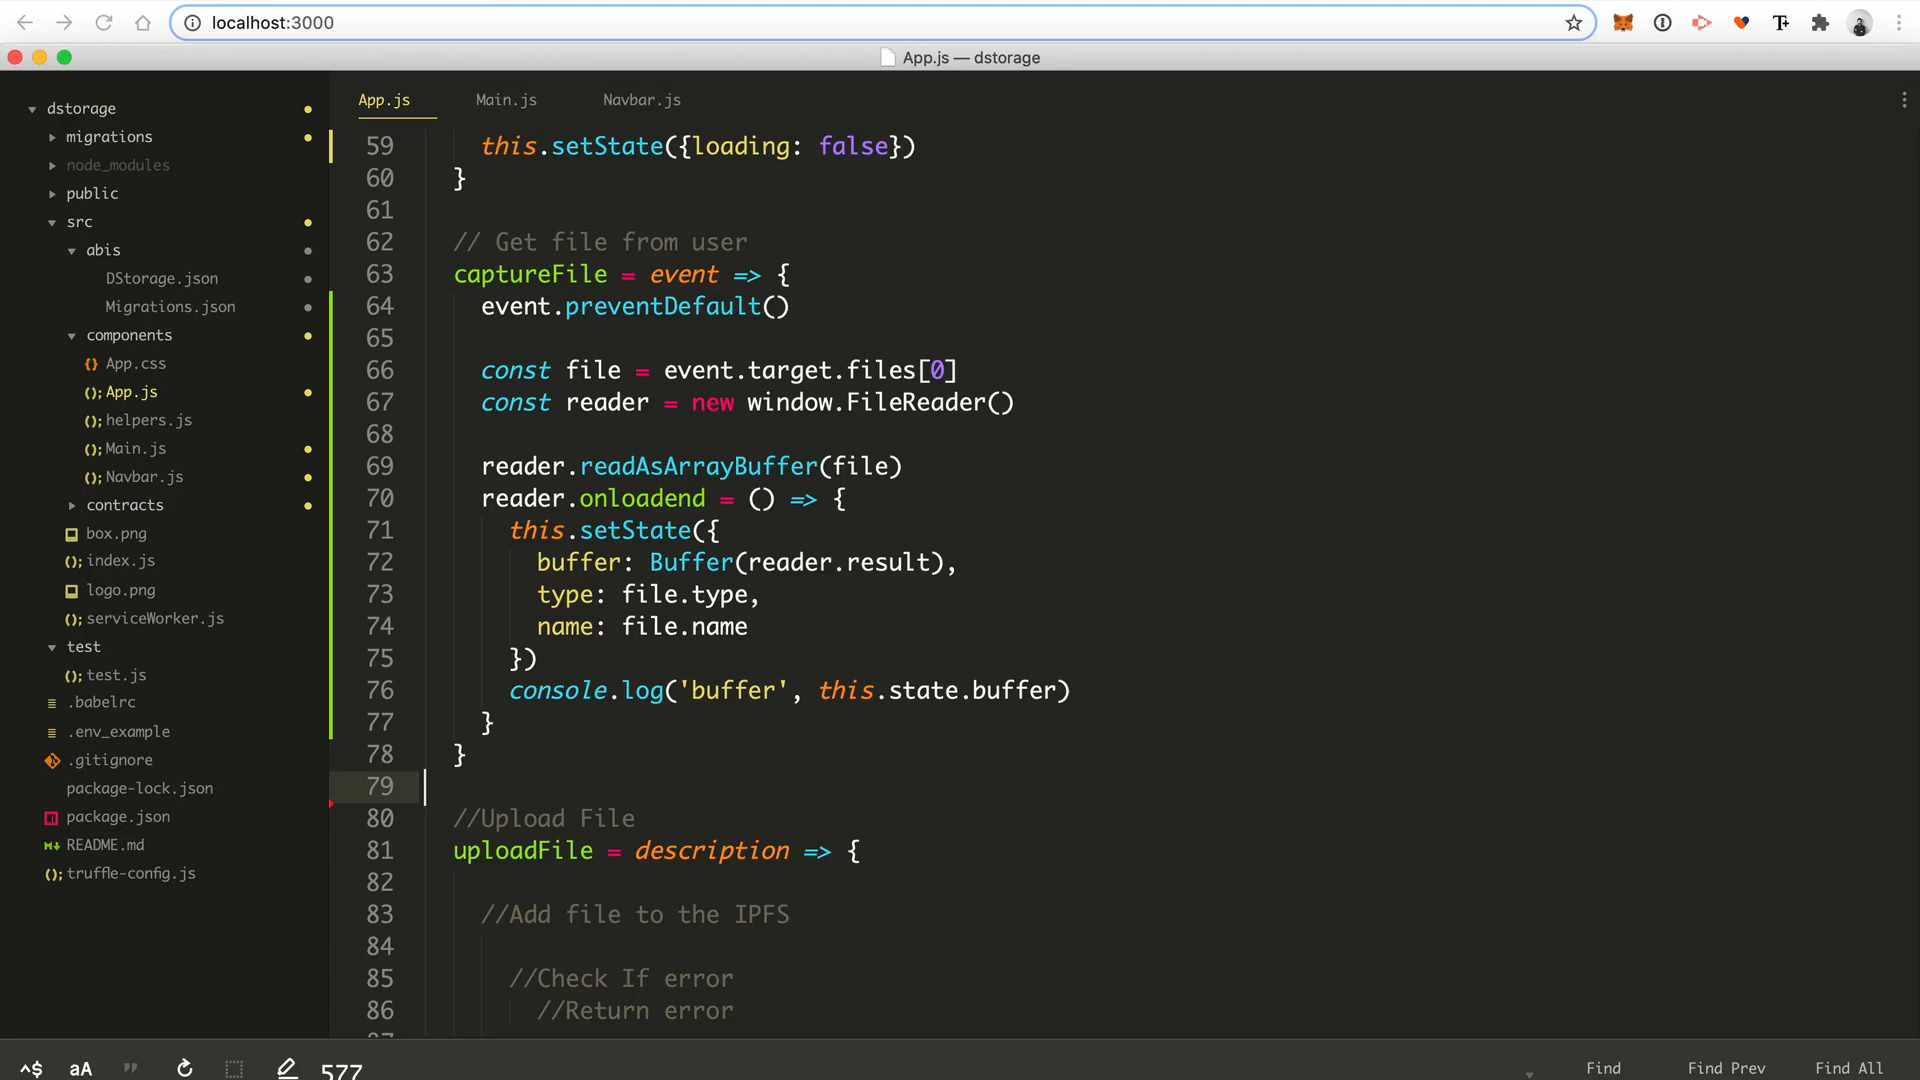 localhost:3000
App.js — dstorage
dstorage
migrations
node_modules
public
src
abis
DStorage.json
Migrations.json
components
App.css
App.js
helpers.js
Main.js
Navbar.js
contracts
box.png
index.js
logo.png
serviceWorker.js
test
test.js
.babelrc
.env_example
.gitignore
package-lock.json
package.json
README.md
truffle-config.js
App.js Main.js Navbar.js
59 this.setState({loading: false})
60 }
61
62 // Get file from user
63 captureFile = event => {
64 event.preventDefault()
65
66 const file = event.target.files[0]
67 const reader = new window.FileReader()
68
69 reader.readAsArrayBuffer(file)
70 reader.onloadend = () => {
71 this.setState({
72 buffer: Buffer(reader.result),
73 type: file.type,
74 name: file.name
75 })
76 console.log('buffer', this.state.buffer)
77 }
78 }
79
80 //Upload File
81 uploadFile = description => {
82
83 //Add file to the IPFS
84
85 //Check If error
86 //Return error
577
Find Find Prev Find All